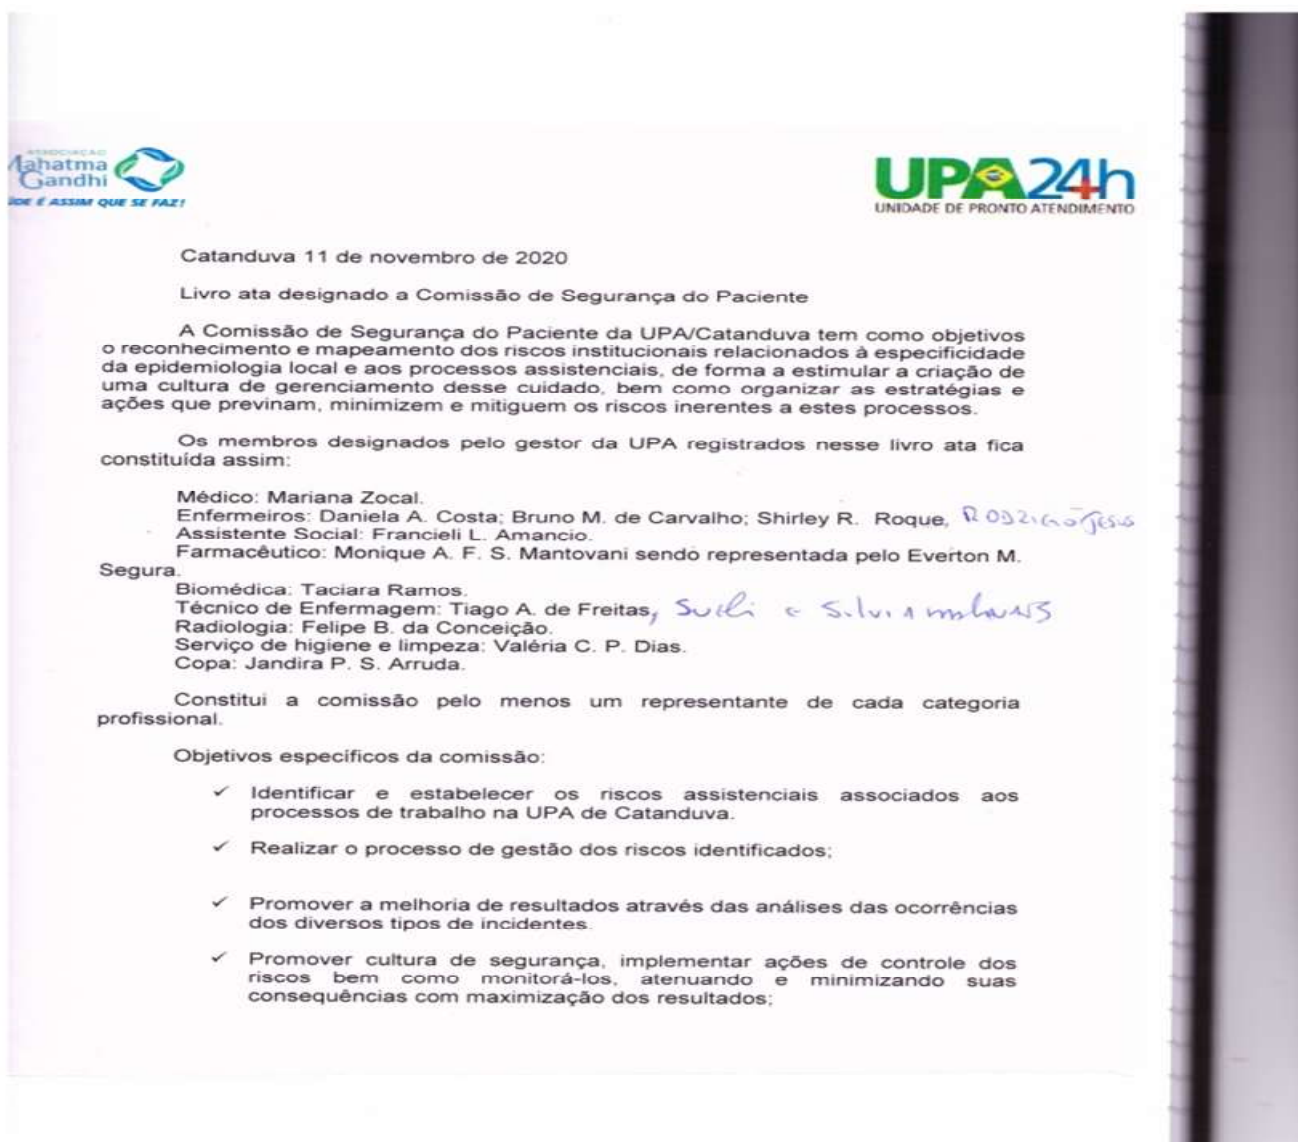 ASSOCIAÇÃO
Mahatma
Gandhi
É ASSIM QUE SE FAZ!
UPA24h
UNIDADE DE PRONTO ATENDIMENTO
Catanduva 11 de novembro de 2020
Livro ata designado a Comissão de Segurança do Paciente
A Comissão de Segurança do Paciente da UPA/Catanduva tem como objetivos
o reconhecimento e mapeamento dos riscos institucionais relacionados à especificidade
da epidemiologia local e aos processos assistenciais, de forma a estimular a criação de
uma cultura de gerenciamento desse cuidado, bem como organizar as estratégias e
ações que previnam, minimizem e mitiguem os riscos inerentes a estes processos.
Os membros designados pelo gestor da UPA registrados nesse livro ata fica
constituída assim:
Médico: Mariana Zocal.
Enfermeiros: Daniela A. Costa; Bruno M. de Carvalho; Shirley R. Roque, Jesus
Assistente Social: Francieli L. Amancio.
Farmacêutico: Monique A. F. S. Mantovani sendo representada pelo Everton M.
Segura.
Biomédica: Taciara Ramos.
Técnico de Enfermagem: Tiago A. de Freitas, Sueli e
Radiologia: Felipe B. da Conceição.
Serviço de higiene e limpeza: Valéria C. P. Dias.
Copa: Jandira P. S. Arruda.
Constitui a comissão pelo menos um representante de cada categoria
profissional.
Objetivos específicos da comissão:
✓ Identificar e estabelecer os riscos assistenciais associados aos
processos de trabalho na UPA de Catanduva.
✓ Realizar o processo de gestão dos riscos identificados;
✓ Promover a melhoria de resultados através das análises das ocorrências
dos diversos tipos de incidentes.
✓ Promover cultura de segurança, implementar ações de controle dos
riscos bem como monitorá-los, atenuando e minimizando suas
consequências com maximização dos resultados;